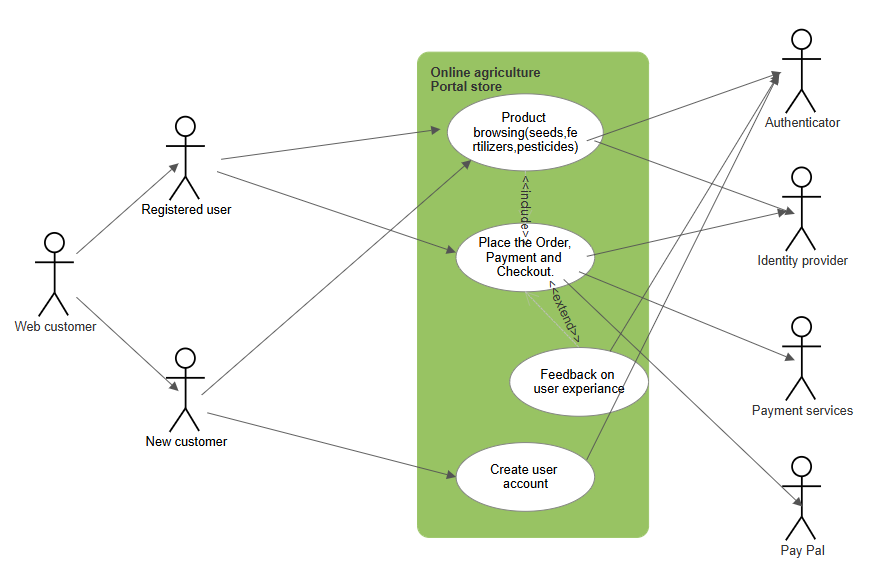 Online agriculture
Portal store
Product
browsing(seeds,fe
rtilizers,pesticides)
<<include>
Place the Order,
Payment and
Checkout.
<<extend>>
Feedback on
user experiance
Create user
account
Web customer
Registered user
New customer
Authenticator
Identity provider
Payment services
Pay Pal